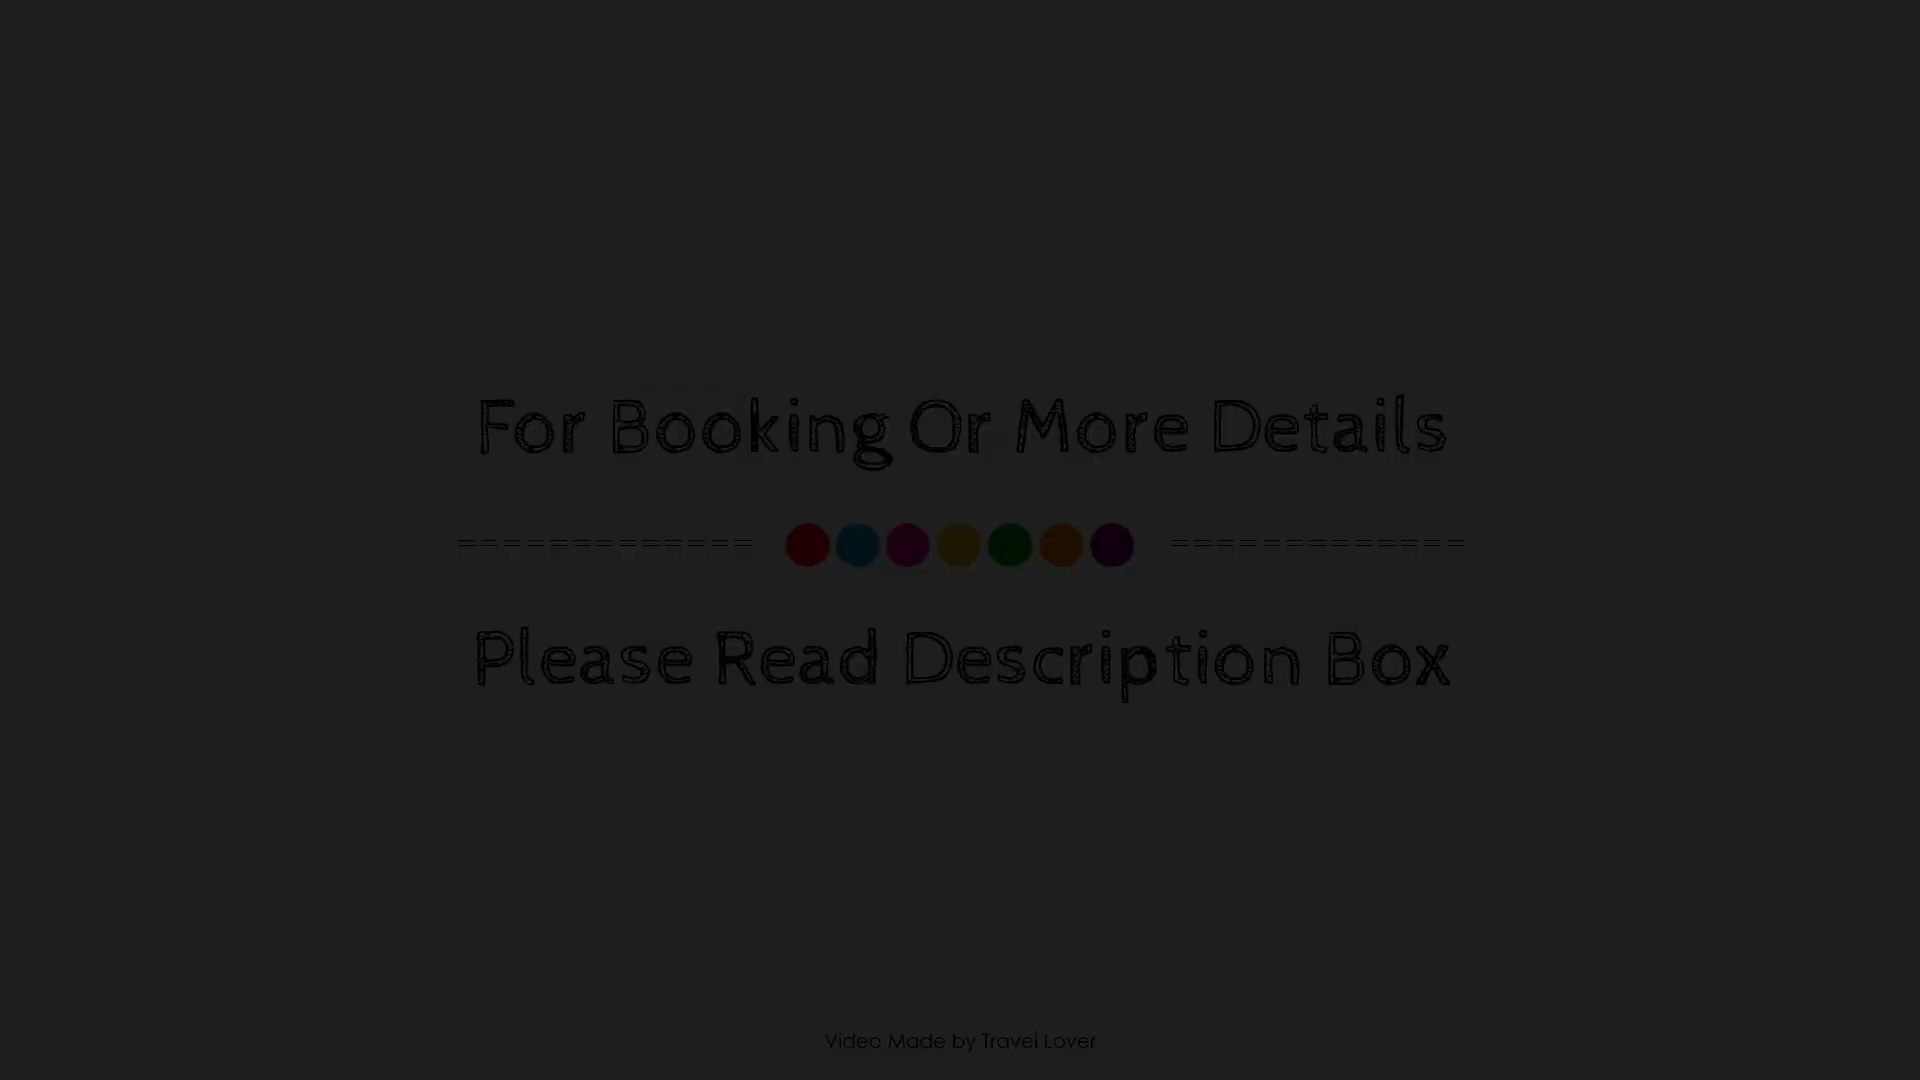 For Booking Or More Details
============= =============
Please Read Description Box
Video Made by Travel Lover